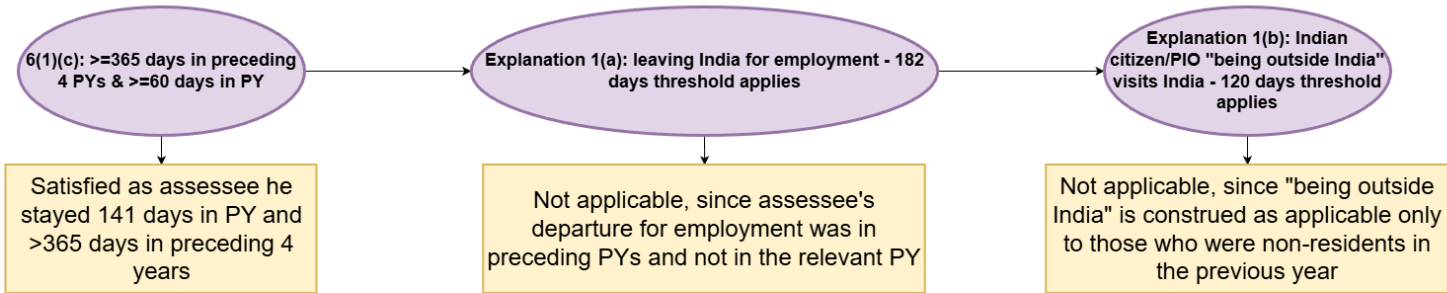 6(1)(c): >=365 days in preceding
4 PYs & >=60 days in PY
Explanation 1(a): leaving India for employment - 182
days threshold applies
Explanation 1(b): Indian
citizen/PIO "being outside India"
visits India - 120 days threshold
applies
Satisfied as assessee he
stayed 141 days in PY and
>365 days in preceding 4
years
Not applicable, since assessee's
departure for employment was in
preceding PYs and not in the relevant PY
Not applicable, since "being outside
India" is construed as applicable only
to those who were non-residents in
the previous year